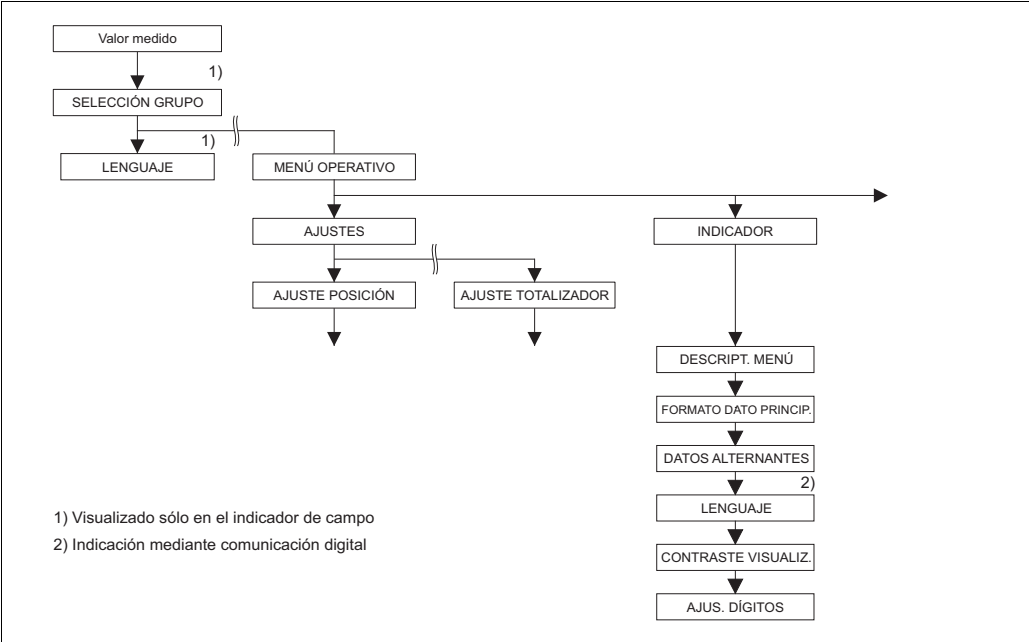 Valor medido
1)
SELECCIÓN GRUPO
1)
LENGUAJE
MENÚ OPERATIVO
AJUSTES
INDICADOR
AJUSTE POSICIÓN
AJUSTE TOTALIZADOR
DESCRIPT. MENÚ
FORMATO DATO PRINCIP.
DATOS ALTERNANTES
2)
LENGUAJE
CONTRASTE VISUALIZ.
AJUS. DÍGITOS
1) Visualizado sólo en el indicador de campo
2) Indicación mediante comunicación digital